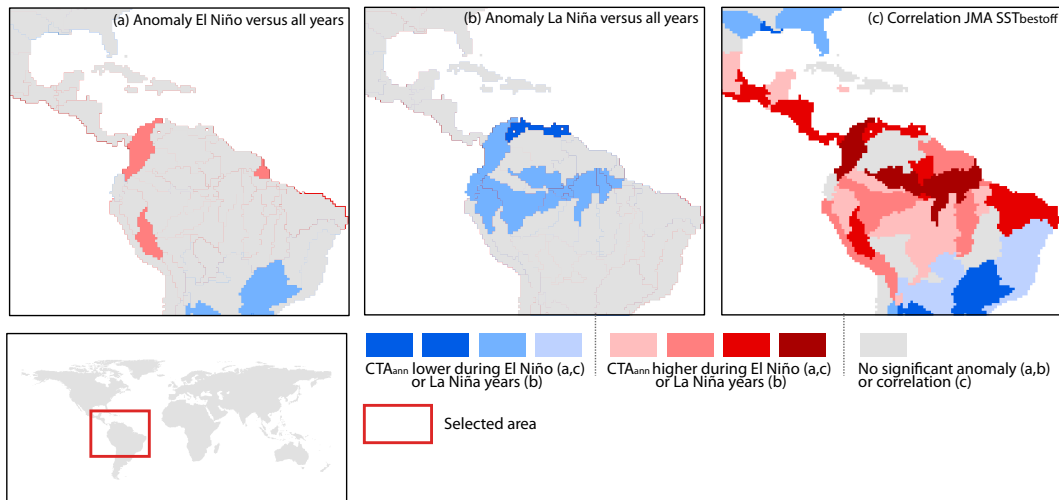 (a) Anomaly El Niño versus all years
(b) Anomaly La Niña versus all years
(c) Correlation JMA SSTbestoff
CTAann lower during El Niño (a,c)
or La Niña years (b)
CTAann higher during El Niño (a,c)
or La Niña years (b)
No significant anomaly (a,b)
or correlation (c)
Selected area